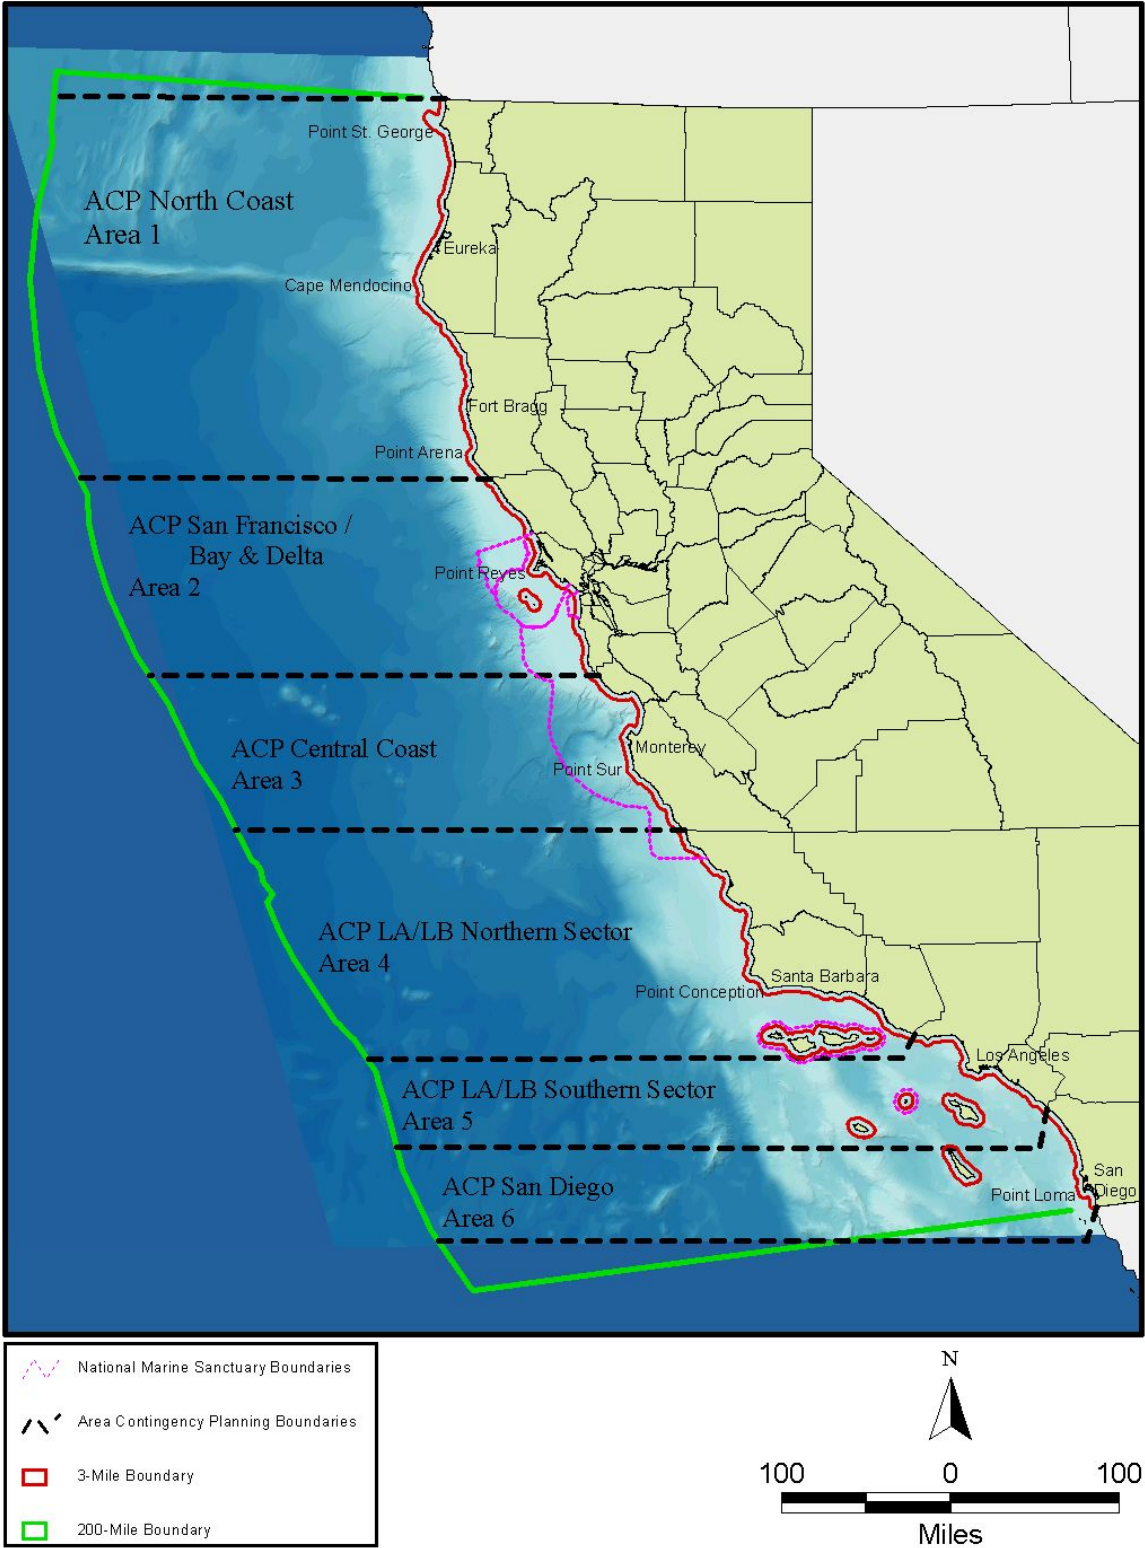 Point St. George
ACP North Coast
Area 1
Eureka
Cape Mendocino
Fort Bragg
Point Arena
ACP San Francisco /
Bay & Delta
Area 2
Point Reyes
ACP Central Coast
Area 3
Monterey
Point Sur
ACP LA/LB Northern Sector
Area 4
Santa Barbara
Point Conception
Los Angeles
ACP LA/LB Southern Sector
Area 5
ACP San Diego
Area 6
San
Diego
Point Loma
National Marine Sanctuary Boundaries
Area Contingency Planning Boundaries
3-Mile Boundary
200-Mile Boundary
N
100 0 100
Miles